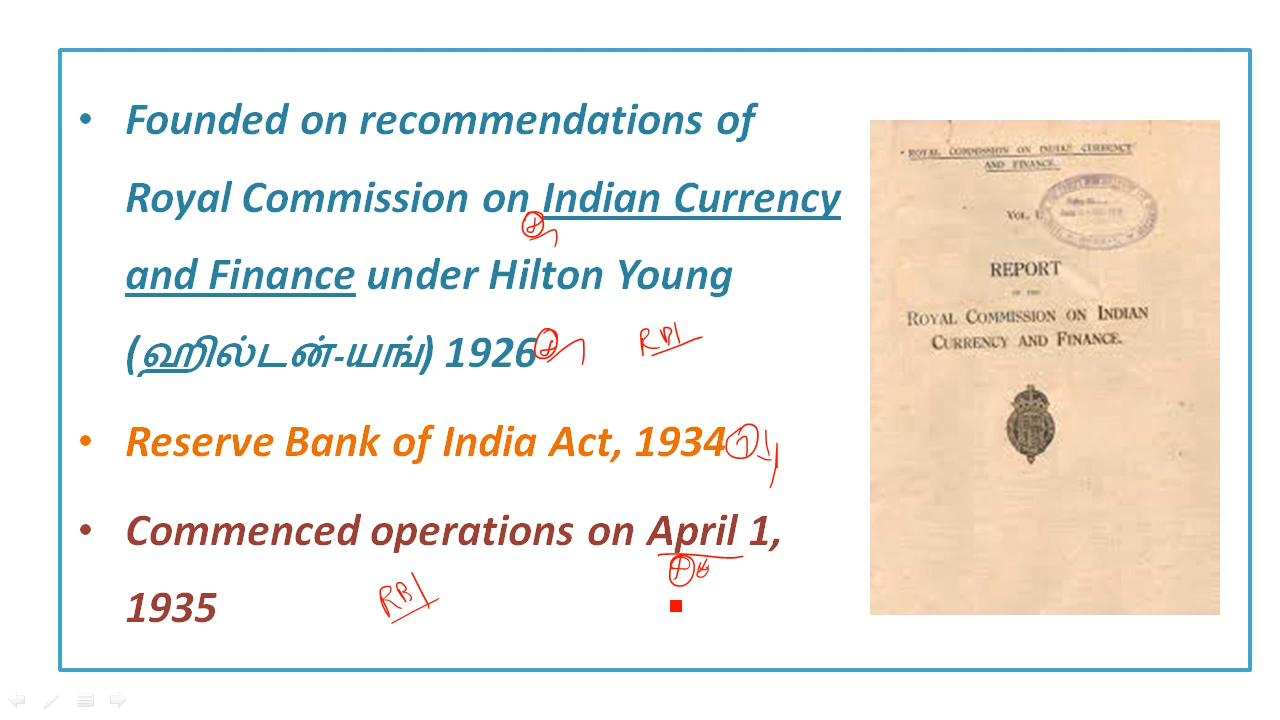 • Founded on recommendations of
Royal Commission on Indian Currency
and Finance under Hilton Young
(ஹில்டன்-யங்) 1926
RBI
• Reserve Bank of India Act, 1934
• Commenced operations on April 1,
1935
RBI
ROYAL COMMISSION ON INDIAN CURRENCY
AND FINANCE.
VOL. I.
REPORT
OF THE
ROYAL COMMISSION ON INDIAN
CURRENCY AND FINANCE.